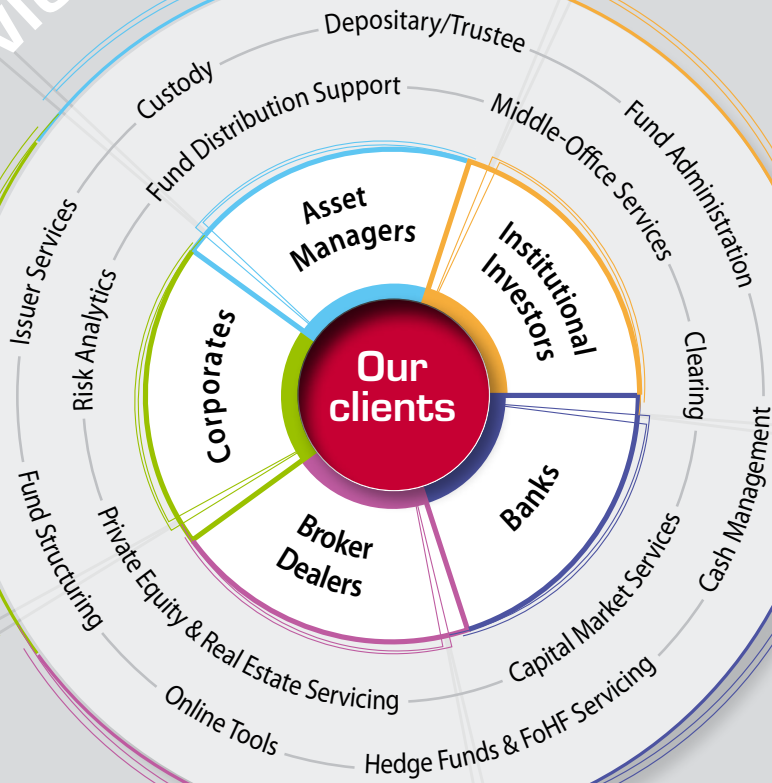 Depositary/Trustee
Custody
Fund Distribution Support
Middle-Office Services
Fund Administration
Issuer Services
Risk Analytics
Asset
Managers
Institutional
Investors
Clearing
Corporates
Our
clients
Banks
Broker
Dealers
Cash Management
Fund Structuring
Private Equity & Real Estate Servicing
Capital Market Services
Online Tools
Hedge Funds & FoHF Servicing